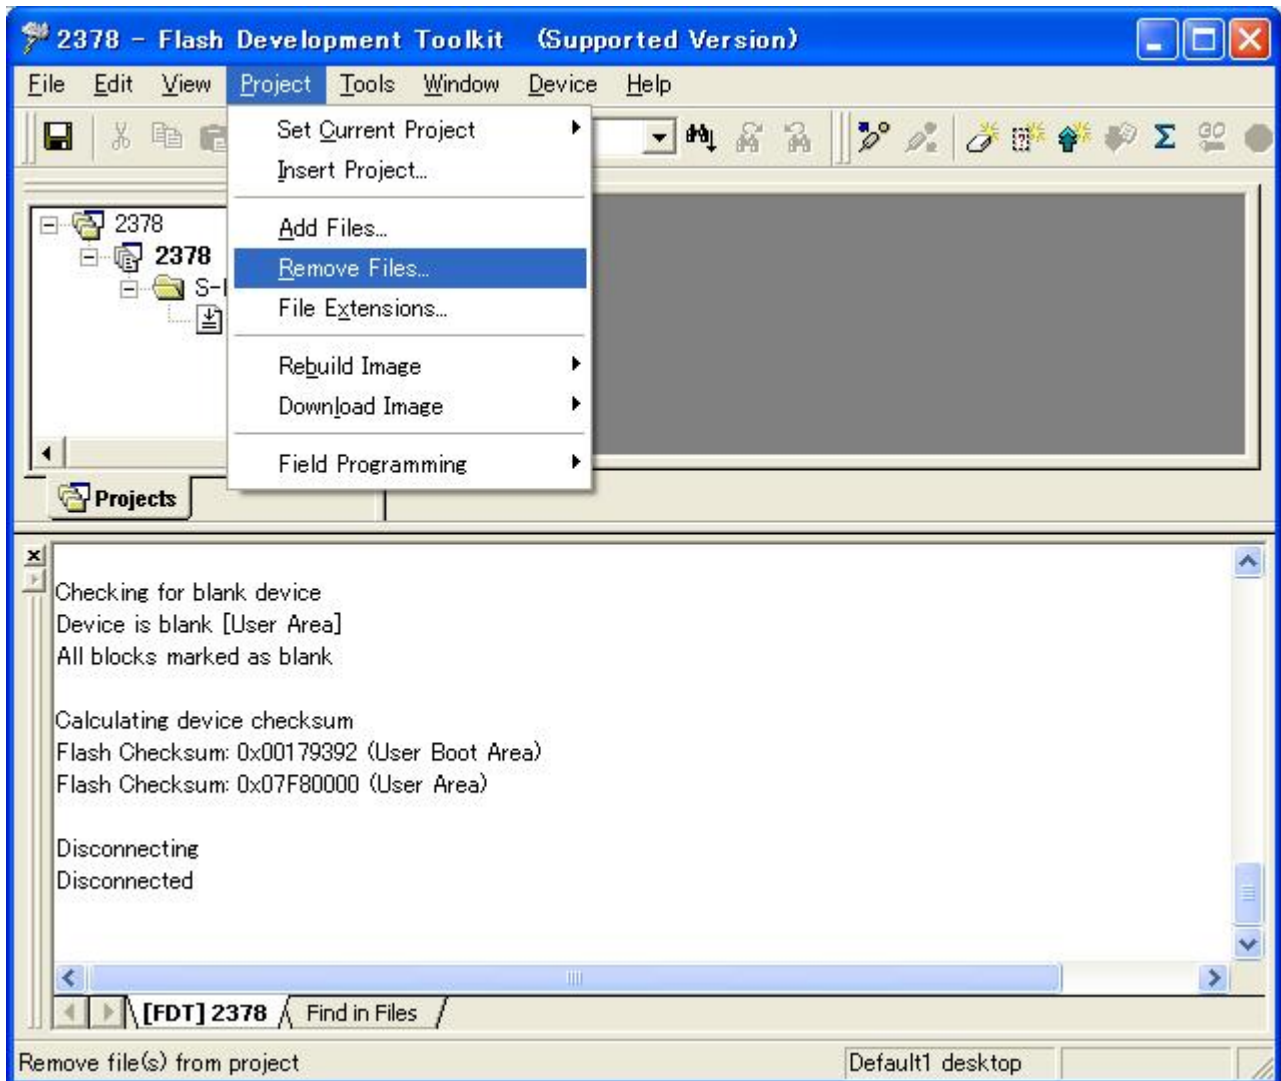 2378 - Flash Development Toolkit (Supported Version)
File Edit View Project Tools Window Device Help
Set Current Project
Insert Project...
Add Files...
Remove Files...
File Extensions...
Rebuild Image
Download Image
Field Programming
2378
2378
S-
Projects
Checking for blank device
Device is blank [User Area]
All blocks marked as blank
Calculating device checksum
Flash Checksum: 0x00179392 (User Boot Area)
Flash Checksum: 0x07F80000 (User Area)
Disconnecting
Disconnected
[FDT] 2378 Find in Files
Remove file(s) from project Default1 desktop